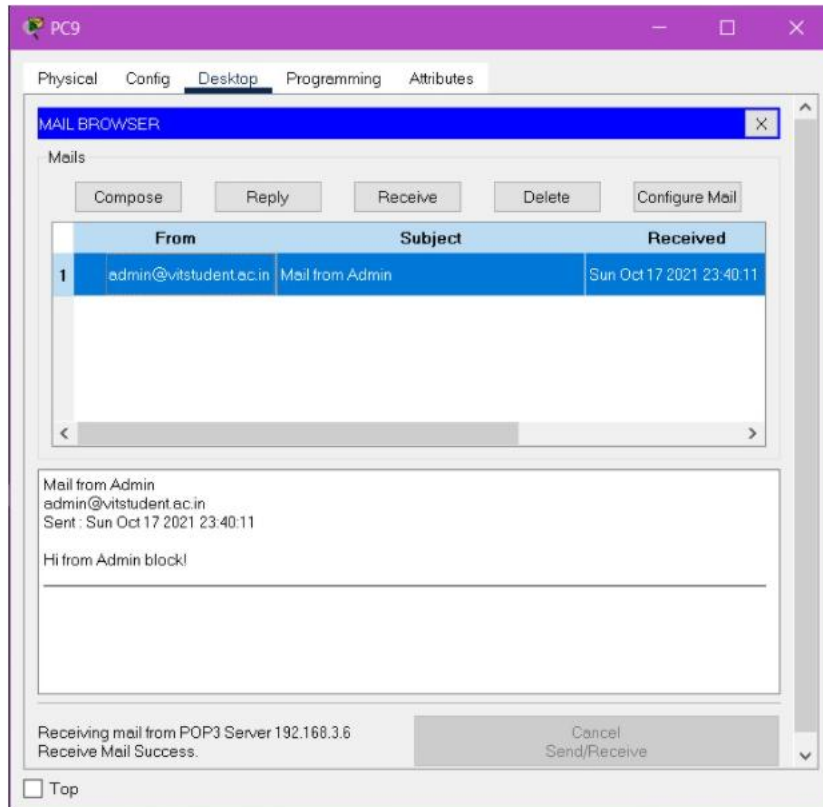 PC9
Physical Config Desktop Programming Attributes
MAIL BROWSER X
Mails
Compose Reply Receive Delete Configure Mail
From Subject Received
1 admin@vitstudent.ac.in Mail from Admin Sun Oct 17 2021 23:40:11
Mail from Admin
admin@vitstudent.ac.in
Sent : Sun Oct 17 2021 23:40:11
Hi from Admin block!
Receiving mail from POP3 Server 192.168.3.6
Receive Mail Success.
Cancel
Send/Receive
Top